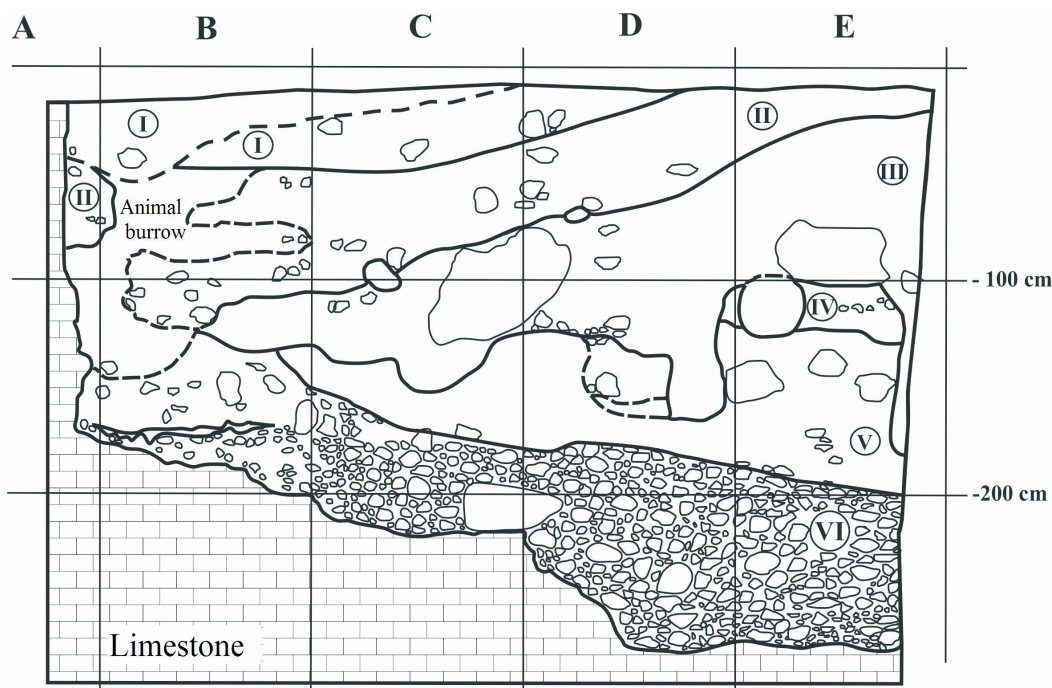 A B C D E
I
I
II
II
III
Animal
burrow
- 100 cm
IV
V
-200 cm
VI
Limestone